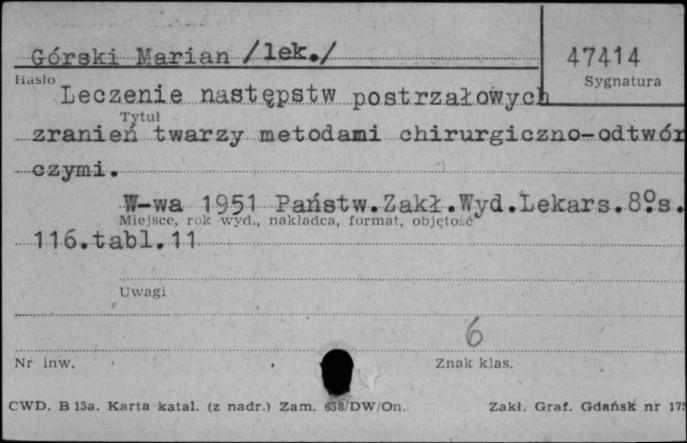 Górski Marian /lek./
47414
Hasło
Sygnatura
Leczenie następstw postrzałowych
Tytuł
zranień twarzy metodami chirurgiczno-odtwór
czymi.
W-wa 1951 Państw.Zakł.Wyd.Lekars.8º s.
Miejsce, rok wyd., nakładca, format, objętość
116.tabl.11
Uwagi
6
Nr inw.
Znak klas.
CWD. B 15a. Karta katal. (z nadr.) Zam. 658/DW/On.
Zakł. Graf. Gdańsk nr 175